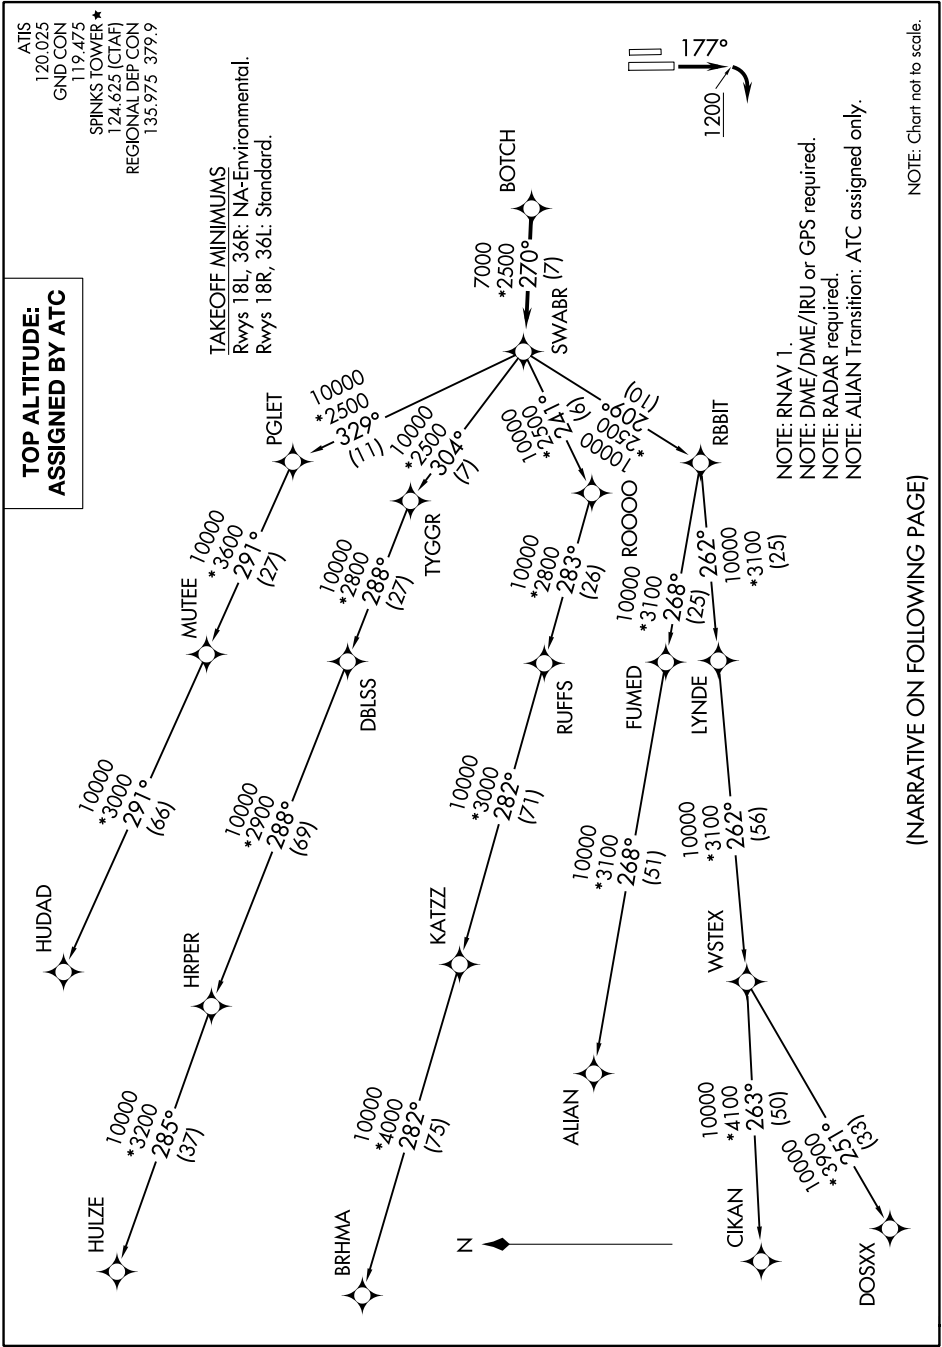 TOP ALTITUDE:
ASSIGNED BY ATC
ATIS
120.025
GND CON
119.475
SPINKS TOWER★
124.625 (CTAF)
REGIONAL DEP CON
135.975 379.9
TAKEOFF MINIMUMS
Rwys 18L, 36R: NA-Environmental.
Rwys 18R, 36L: Standard.
HULZE
10000
*3200
285°
(37)
HRPER
10000
*2900
288°
(69)
DBLSS
10000
*2800
288°
(27)
TYGGR
10000
*2500
304°
(7)
HUDAD
10000
*3000
291°
(66)
MUTEE
10000
*3600
291°
(27)
PGLET
10000
*2500
329°
(11)
BRHMA
10000
*4000
282°
(75)
KATZZ
10000
*3000
282°
(71)
RUFFS
10000
*2800
283°
(26)
ROOOO
10000
*2500
241°
(6)
SWABR
7000
*2500
270°
(7)
BOTCH
N
ALIAN
10000
*3100
268°
(51)
FUMED
10000
*3100
268°
(25)
RBBIT
10000
*2500
209°
(10)
CIKAN
10000
*4100
263°
(50)
WSTEX
10000
*3100
262°
(56)
LYNDE
262°
10000
*3100
(25)
DOSXX
10000
*3900
251°
(33)
177°
1200
NOTE: RNAV 1.
NOTE: DME/DME/IRU or GPS required.
NOTE: RADAR required.
NOTE: ALIAN Transition: ATC assigned only.
(NARRATIVE ON FOLLOWING PAGE)
NOTE: Chart not to scale.